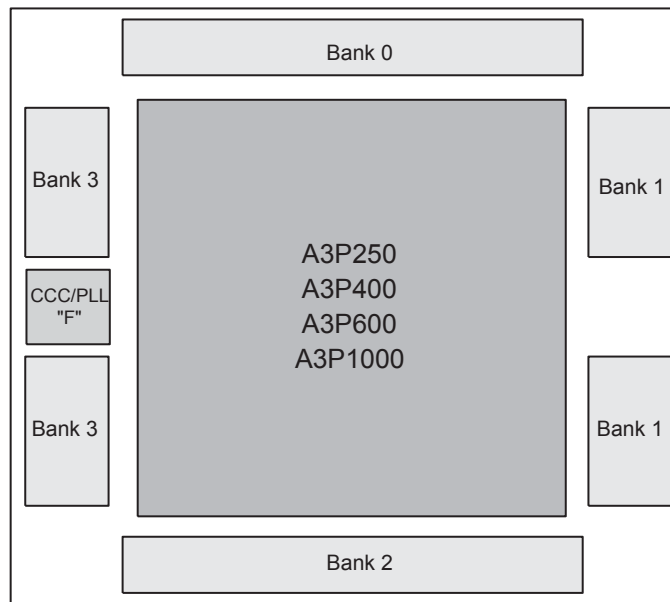 Bank 0
Bank 3
Bank 1
A3P250
A3P400
A3P600
A3P1000
CCC/PLL
"F"
Bank 3
Bank 1
Bank 2